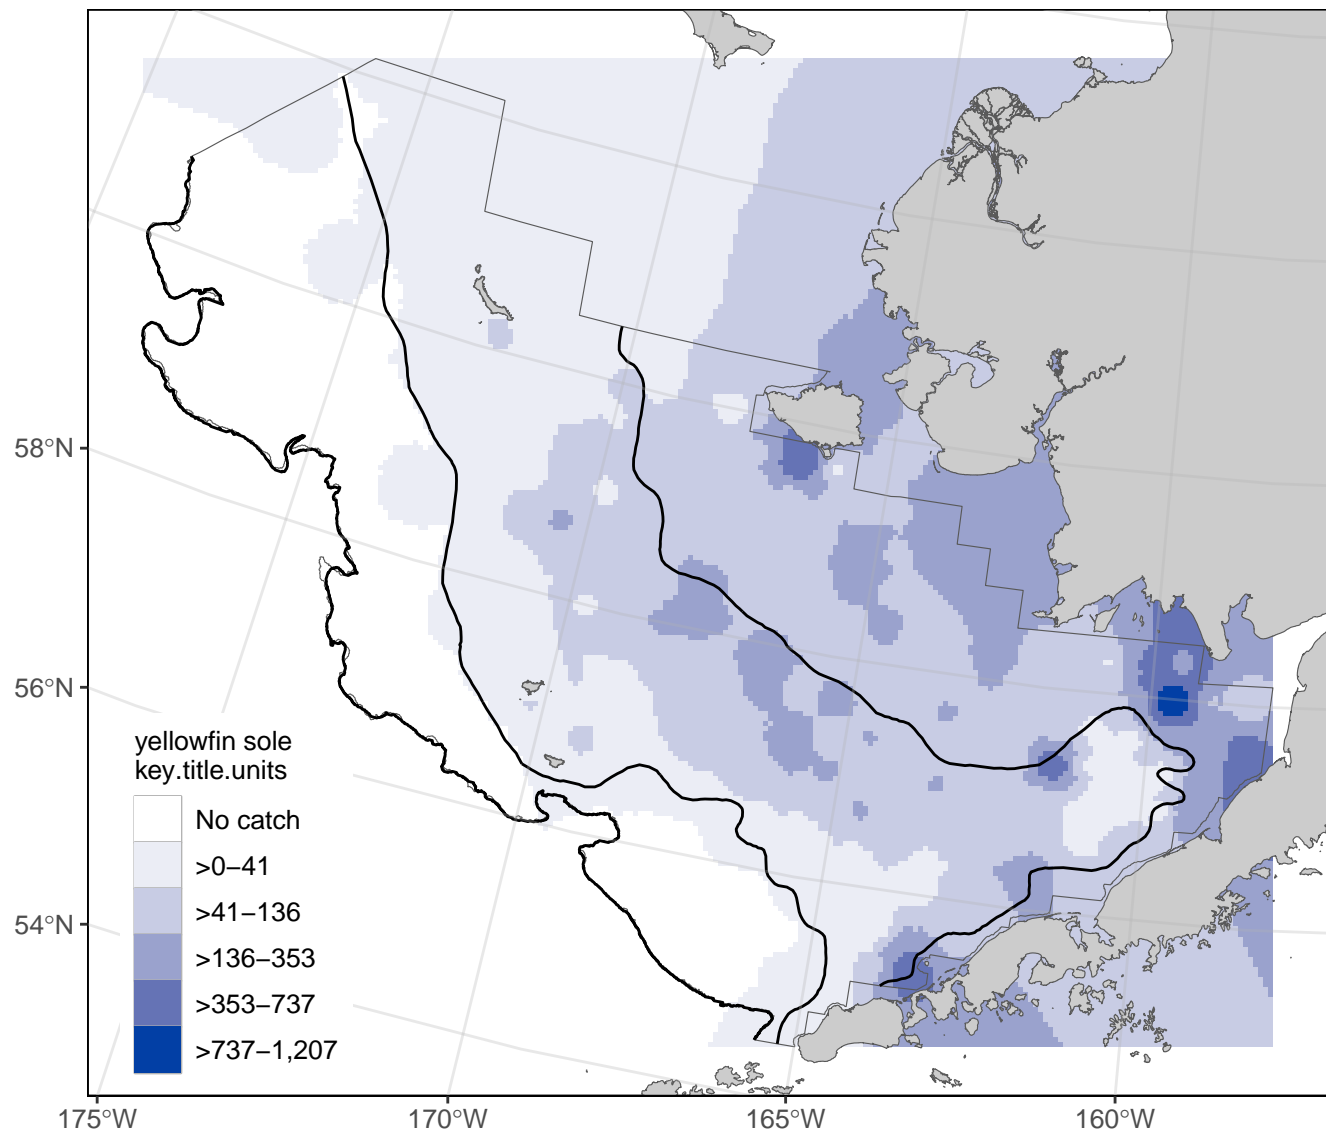 58°N
56°N
54°N
yellowfin sole
key.title.units
No catch
>0−41
>41−136
>136−353
>353−737
>737−1,207
175°W
170°W
165°W
160°W